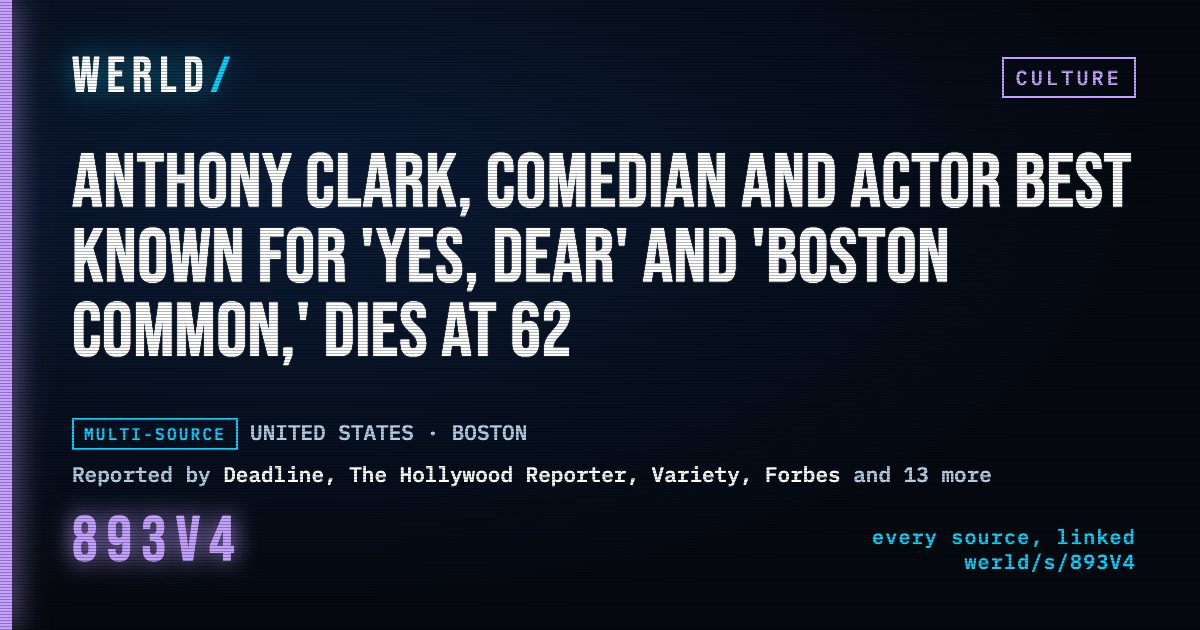 WERLD/
CULTURE
ANTHONY CLARK, COMEDIAN AND ACTOR BEST
KNOWN FOR 'YES, DEAR' AND 'BOSTON
COMMON,' DIES AT 62
MULTI-SOURCE UNITED STATES · BOSTON
Reported by Deadline, The Hollywood Reporter, Variety, Forbes and 13 more
893V4
every source, linked
werld/s/893V4